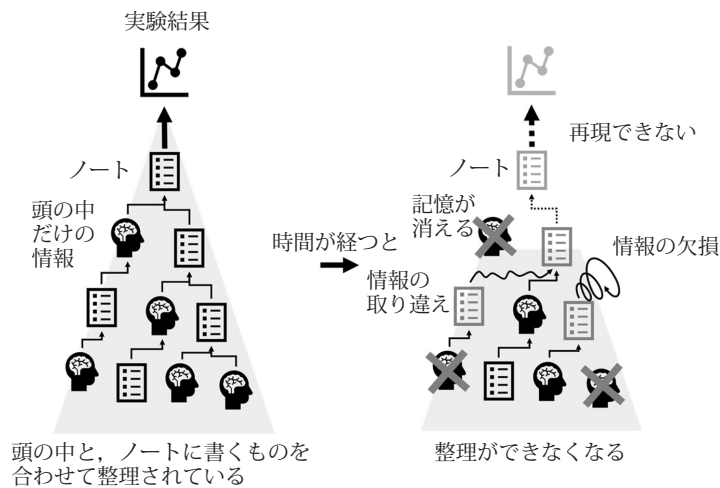 実験結果
ノート
頭の中
だけの
情報
頭の中と，ノートに書くものを
合わせて整理されている
時間が経つと
再現できない
ノート
記憶が
消える
情報の欠損
情報の
取り違え
整理ができなくなる